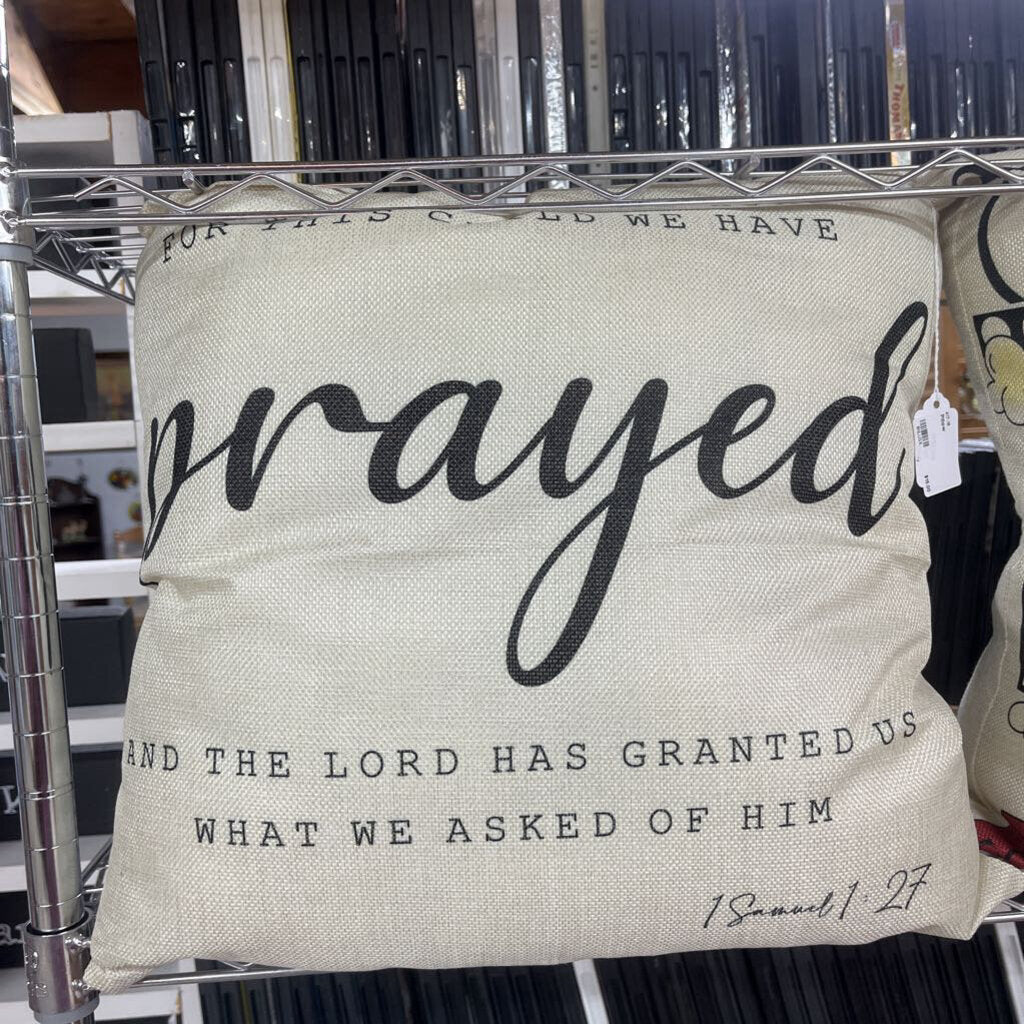 FOR THIS CHILD WE HAVE
prayed
AND THE LORD HAS GRANTED US
WHAT WE ASKED OF HIM
1 Samuel 1:27